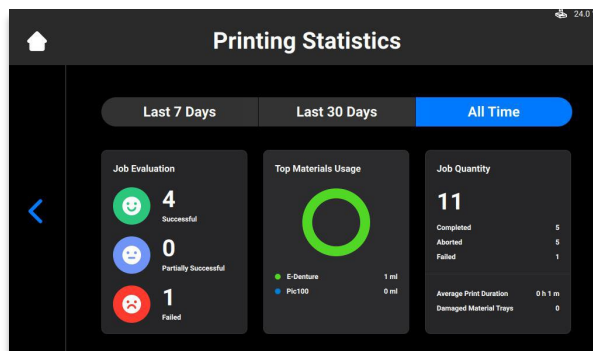 24.0
Printing Statistics
Last 7 Days
Last 30 Days
All Time
Job Evaluation
4
Successful
0
Partially Successful
1
Failed
Top Materials Usage
E-Denture 1 ml
Pic100 0 ml
Job Quantity
11
Completed 5
Aborted 5
Failed 1
Average Print Duration 0 h 1 m
Damaged Material Trays 0